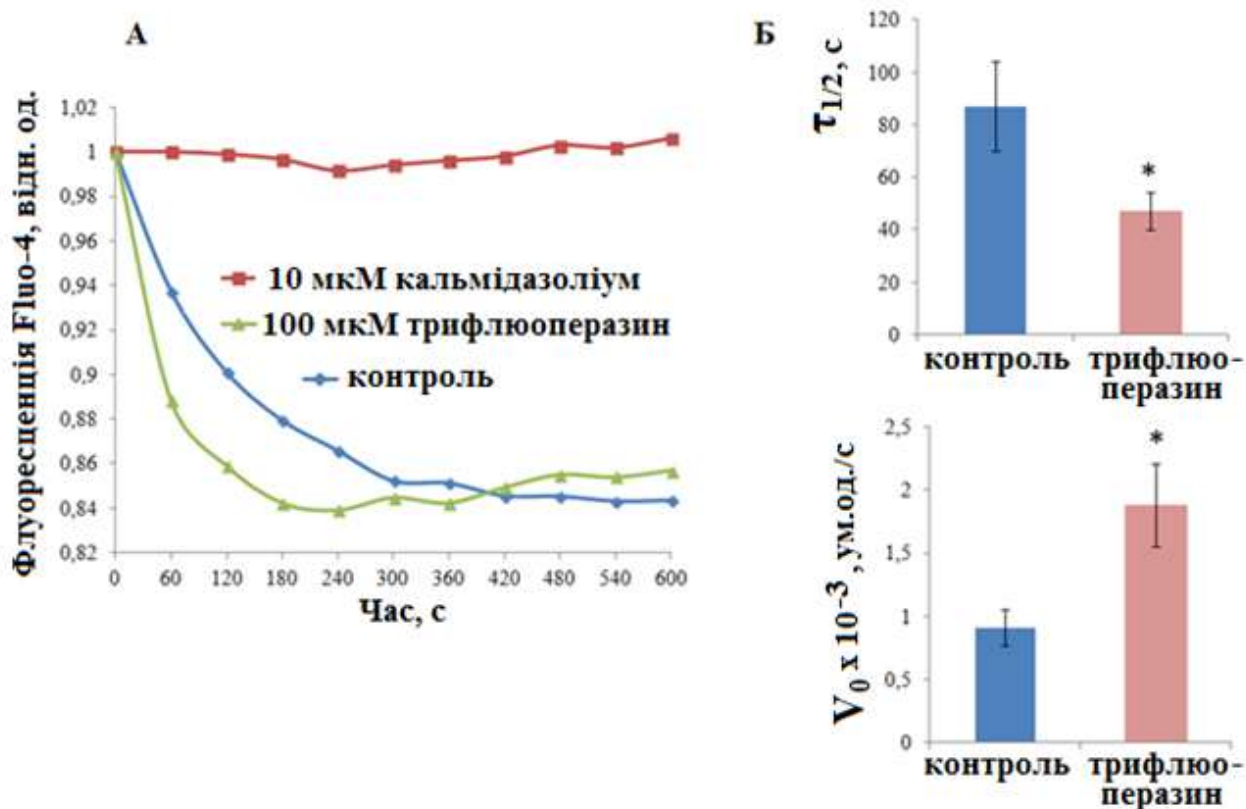 А
Флуоресценція Fluo-4, відн. од.
1,02
1
0,98
0,96
0,94
0,92
0,9
0,88
0,86
0,84
0,82
10 мкМ кальмідазоліум
100 мкМ трифлюоперазин
контроль
0 60 120 180 240 300 360 420 480 540 600
Час, с
Б
τ1/2, с
120
100
80
60
40
20
0
*
контроль трифлюо-
перазин
V0 x 10-3, ум.од./с
2,5
2
1,5
1
0,5
0
*
контроль трифлюо-
перазин